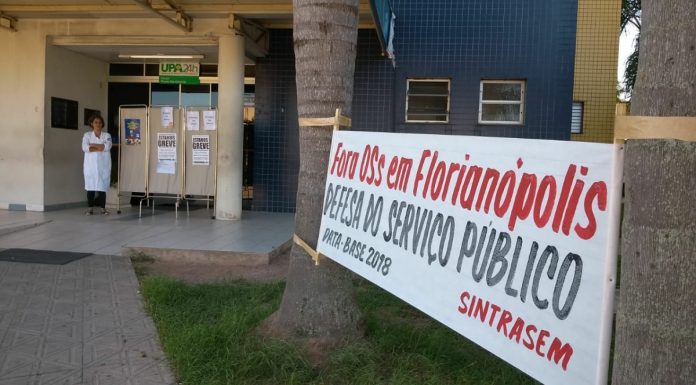 UPA 24h
ESTAMOS EM
GREVE
ESTAMOS EM
GREVE
Fora OSs em Florianópolis
DEFESA DO SERVIÇO PÚBLICO
DATA-BASE 2018
SINTRASEM